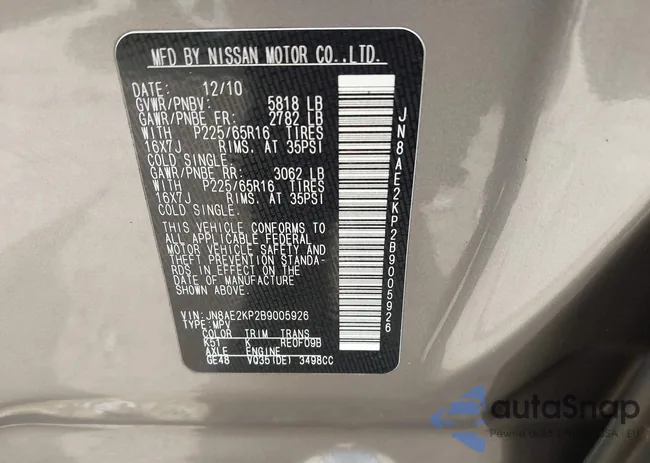 MFD BY NISSAN MOTOR CO.,LTD.
DATE: 12/10
GVWR/PNBV: 5818 LB
GAWR/PNBE FR: 2782 LB
WITH P225/65R16 TIRES
16X7J RIMS, AT 35PSI
COLD SINGLE.
GAWR/PNBE RR: 3062 LB
WITH P225/65R16 TIRES
16X7J RIMS, AT 35PSI
COLD SINGLE.
THIS VEHICLE CONFORMS TO
ALL APPLICABLE FEDERAL
MOTOR VEHICLE SAFETY AND
THEFT PREVENTION STANDA-
RDS IN EFFECT ON THE
DATE OF MANUFACTURE
SHOWN ABOVE.
VIN: JN8AE2KP2B9005926
TYPE: MPV
COLOR TRIM TRANS
K51 K RE0F09B
AXLE ENGINE
GE48 VQ35(DE) 3498CC
JN8AE2KP2B9005926
autoSnap